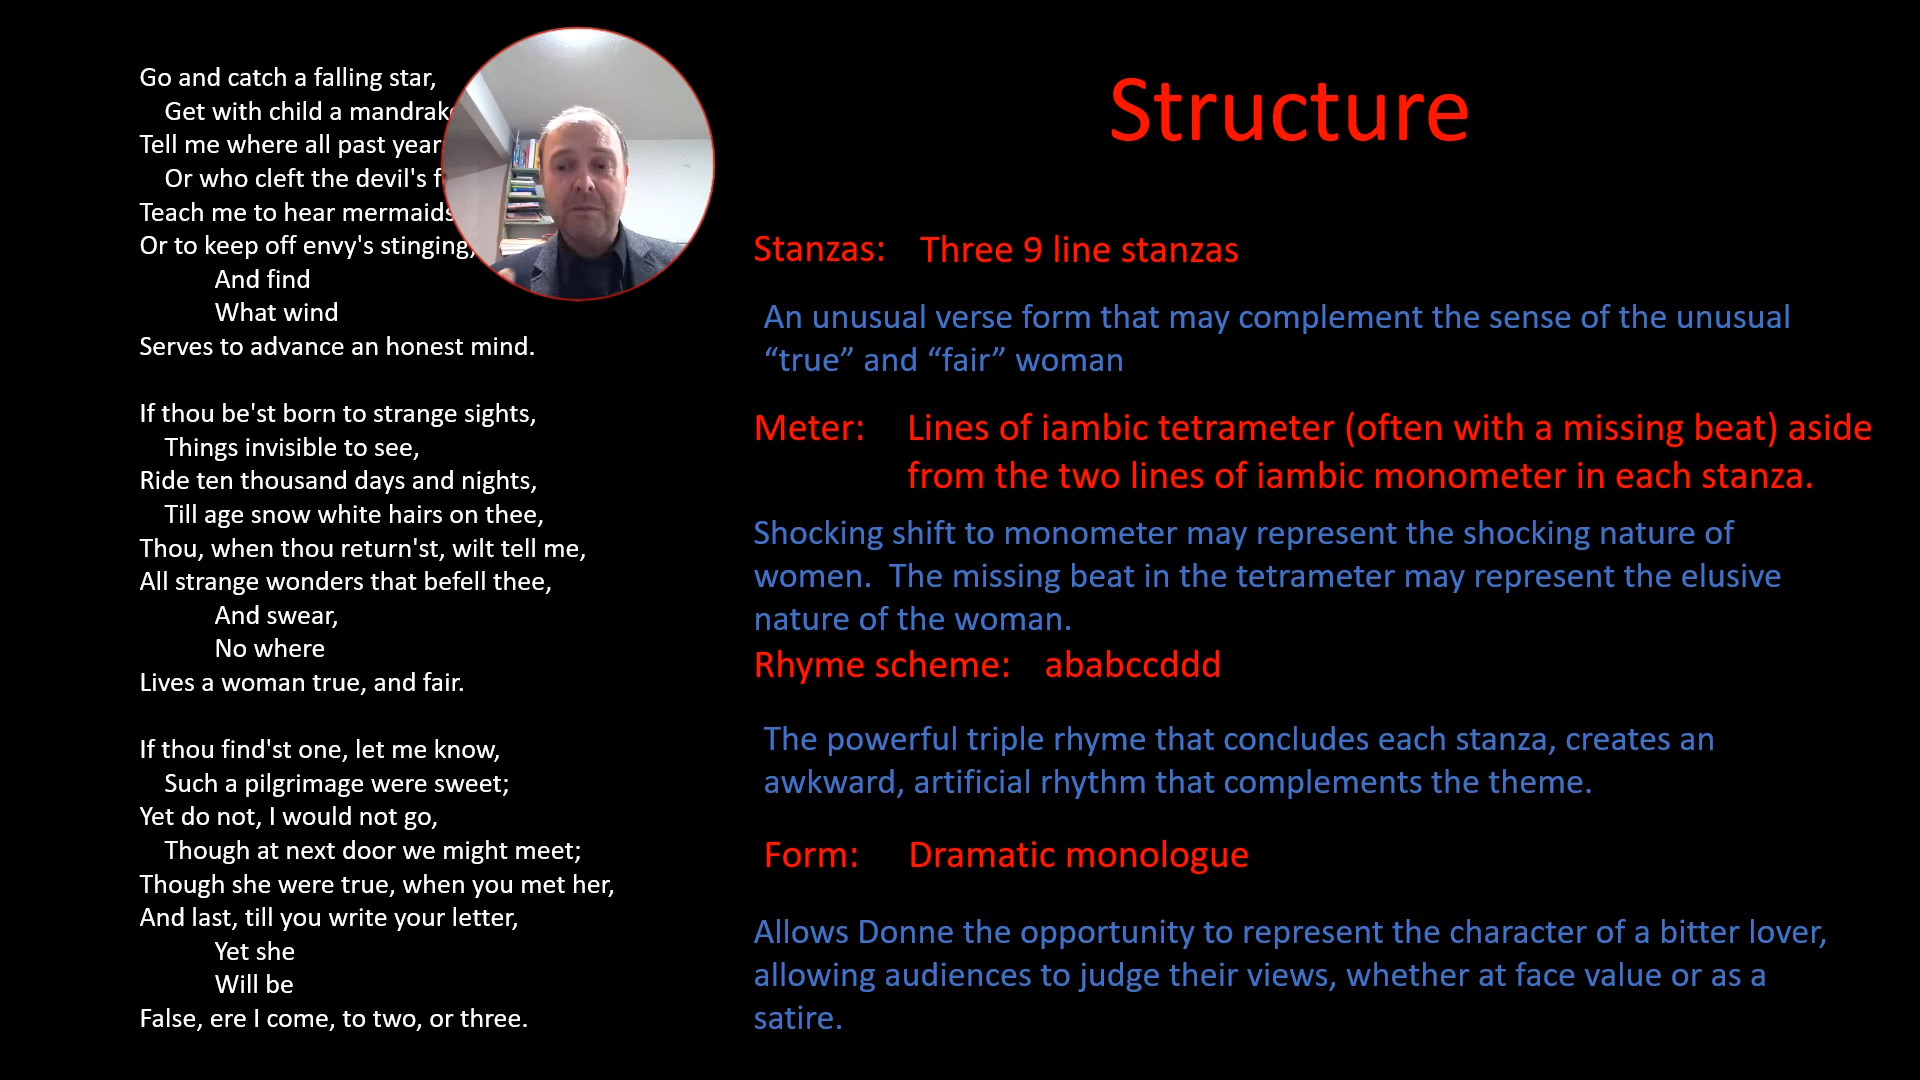 Go and catch a falling star,
Get with child a mandrake
Tell me where all past year
Or who cleft the devil's f
Teach me to hear mermaids
Or to keep off envy's stinging,
And find
What wind
Serves to advance an honest mind.
If thou be'st born to strange sights,
Things invisible to see,
Ride ten thousand days and nights,
Till age snow white hairs on thee,
Thou, when thou return'st, wilt tell me,
All strange wonders that befell thee,
And swear,
No where
Lives a woman true, and fair.
If thou find'st one, let me know,
Such a pilgrimage were sweet;
Yet do not, I would not go,
Though at next door we might meet;
Though she were true, when you met her,
And last, till you write your letter,
Yet she
Will be
False, ere I come, to two, or three.
Structure
Stanzas: Three 9 line stanzas
An unusual verse form that may complement the sense of the unusual
“true” and “fair” woman
Meter: Lines of iambic tetrameter (often with a missing beat) aside
from the two lines of iambic monometer in each stanza.
Shocking shift to monometer may represent the shocking nature of
women. The missing beat in the tetrameter may represent the elusive
nature of the woman.
Rhyme scheme: ababccddd
The powerful triple rhyme that concludes each stanza, creates an
awkward, artificial rhythm that complements the theme.
Form: Dramatic monologue
Allows Donne the opportunity to represent the character of a bitter lover,
allowing audiences to judge their views, whether at face value or as a
satire.